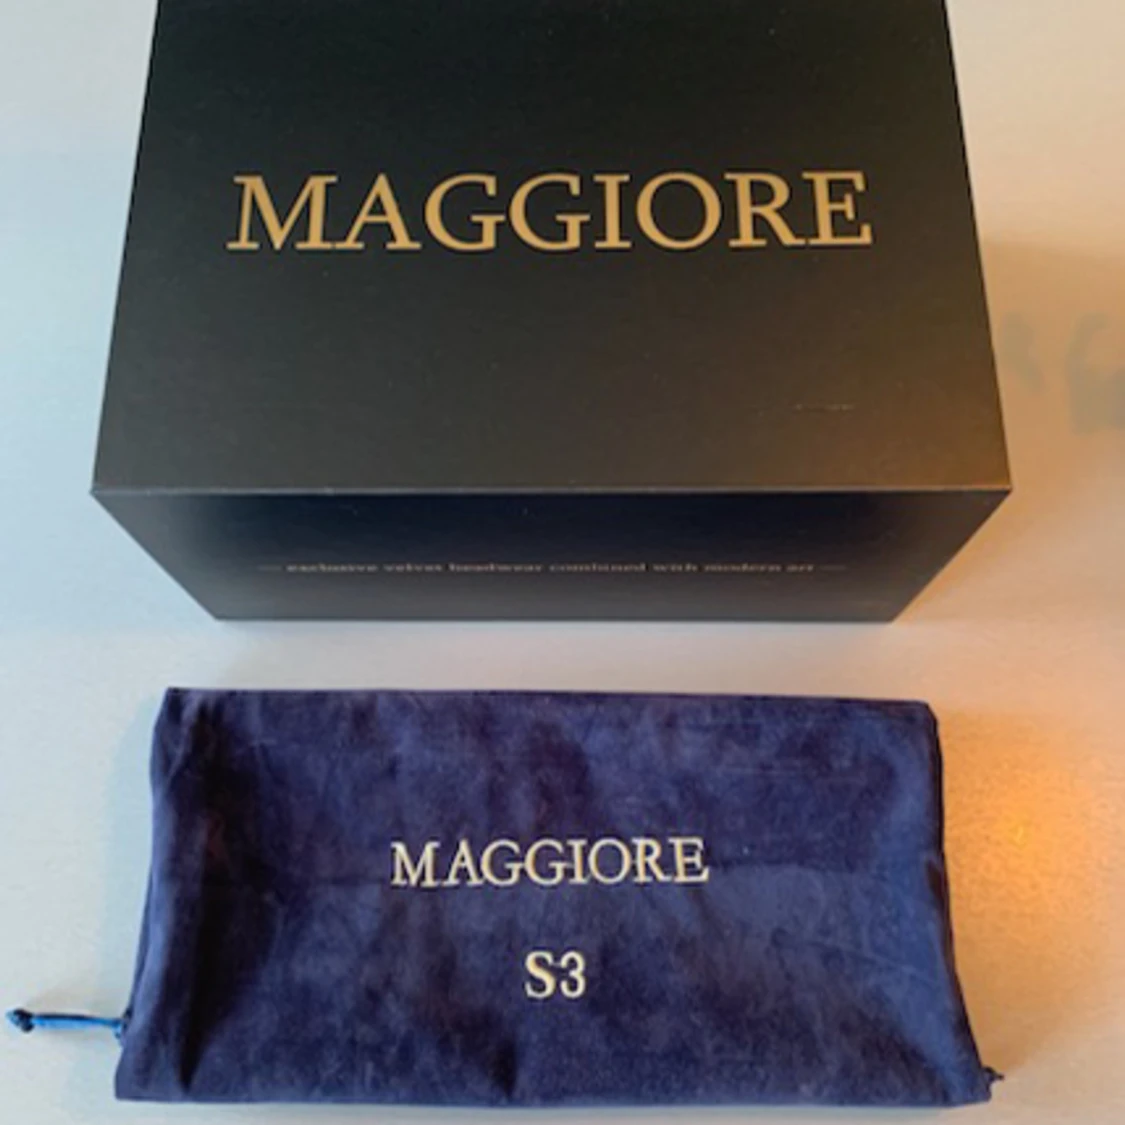 MAGGIORE
— exclusive velvet headwear combined with modern art —
MAGGIORE
S3